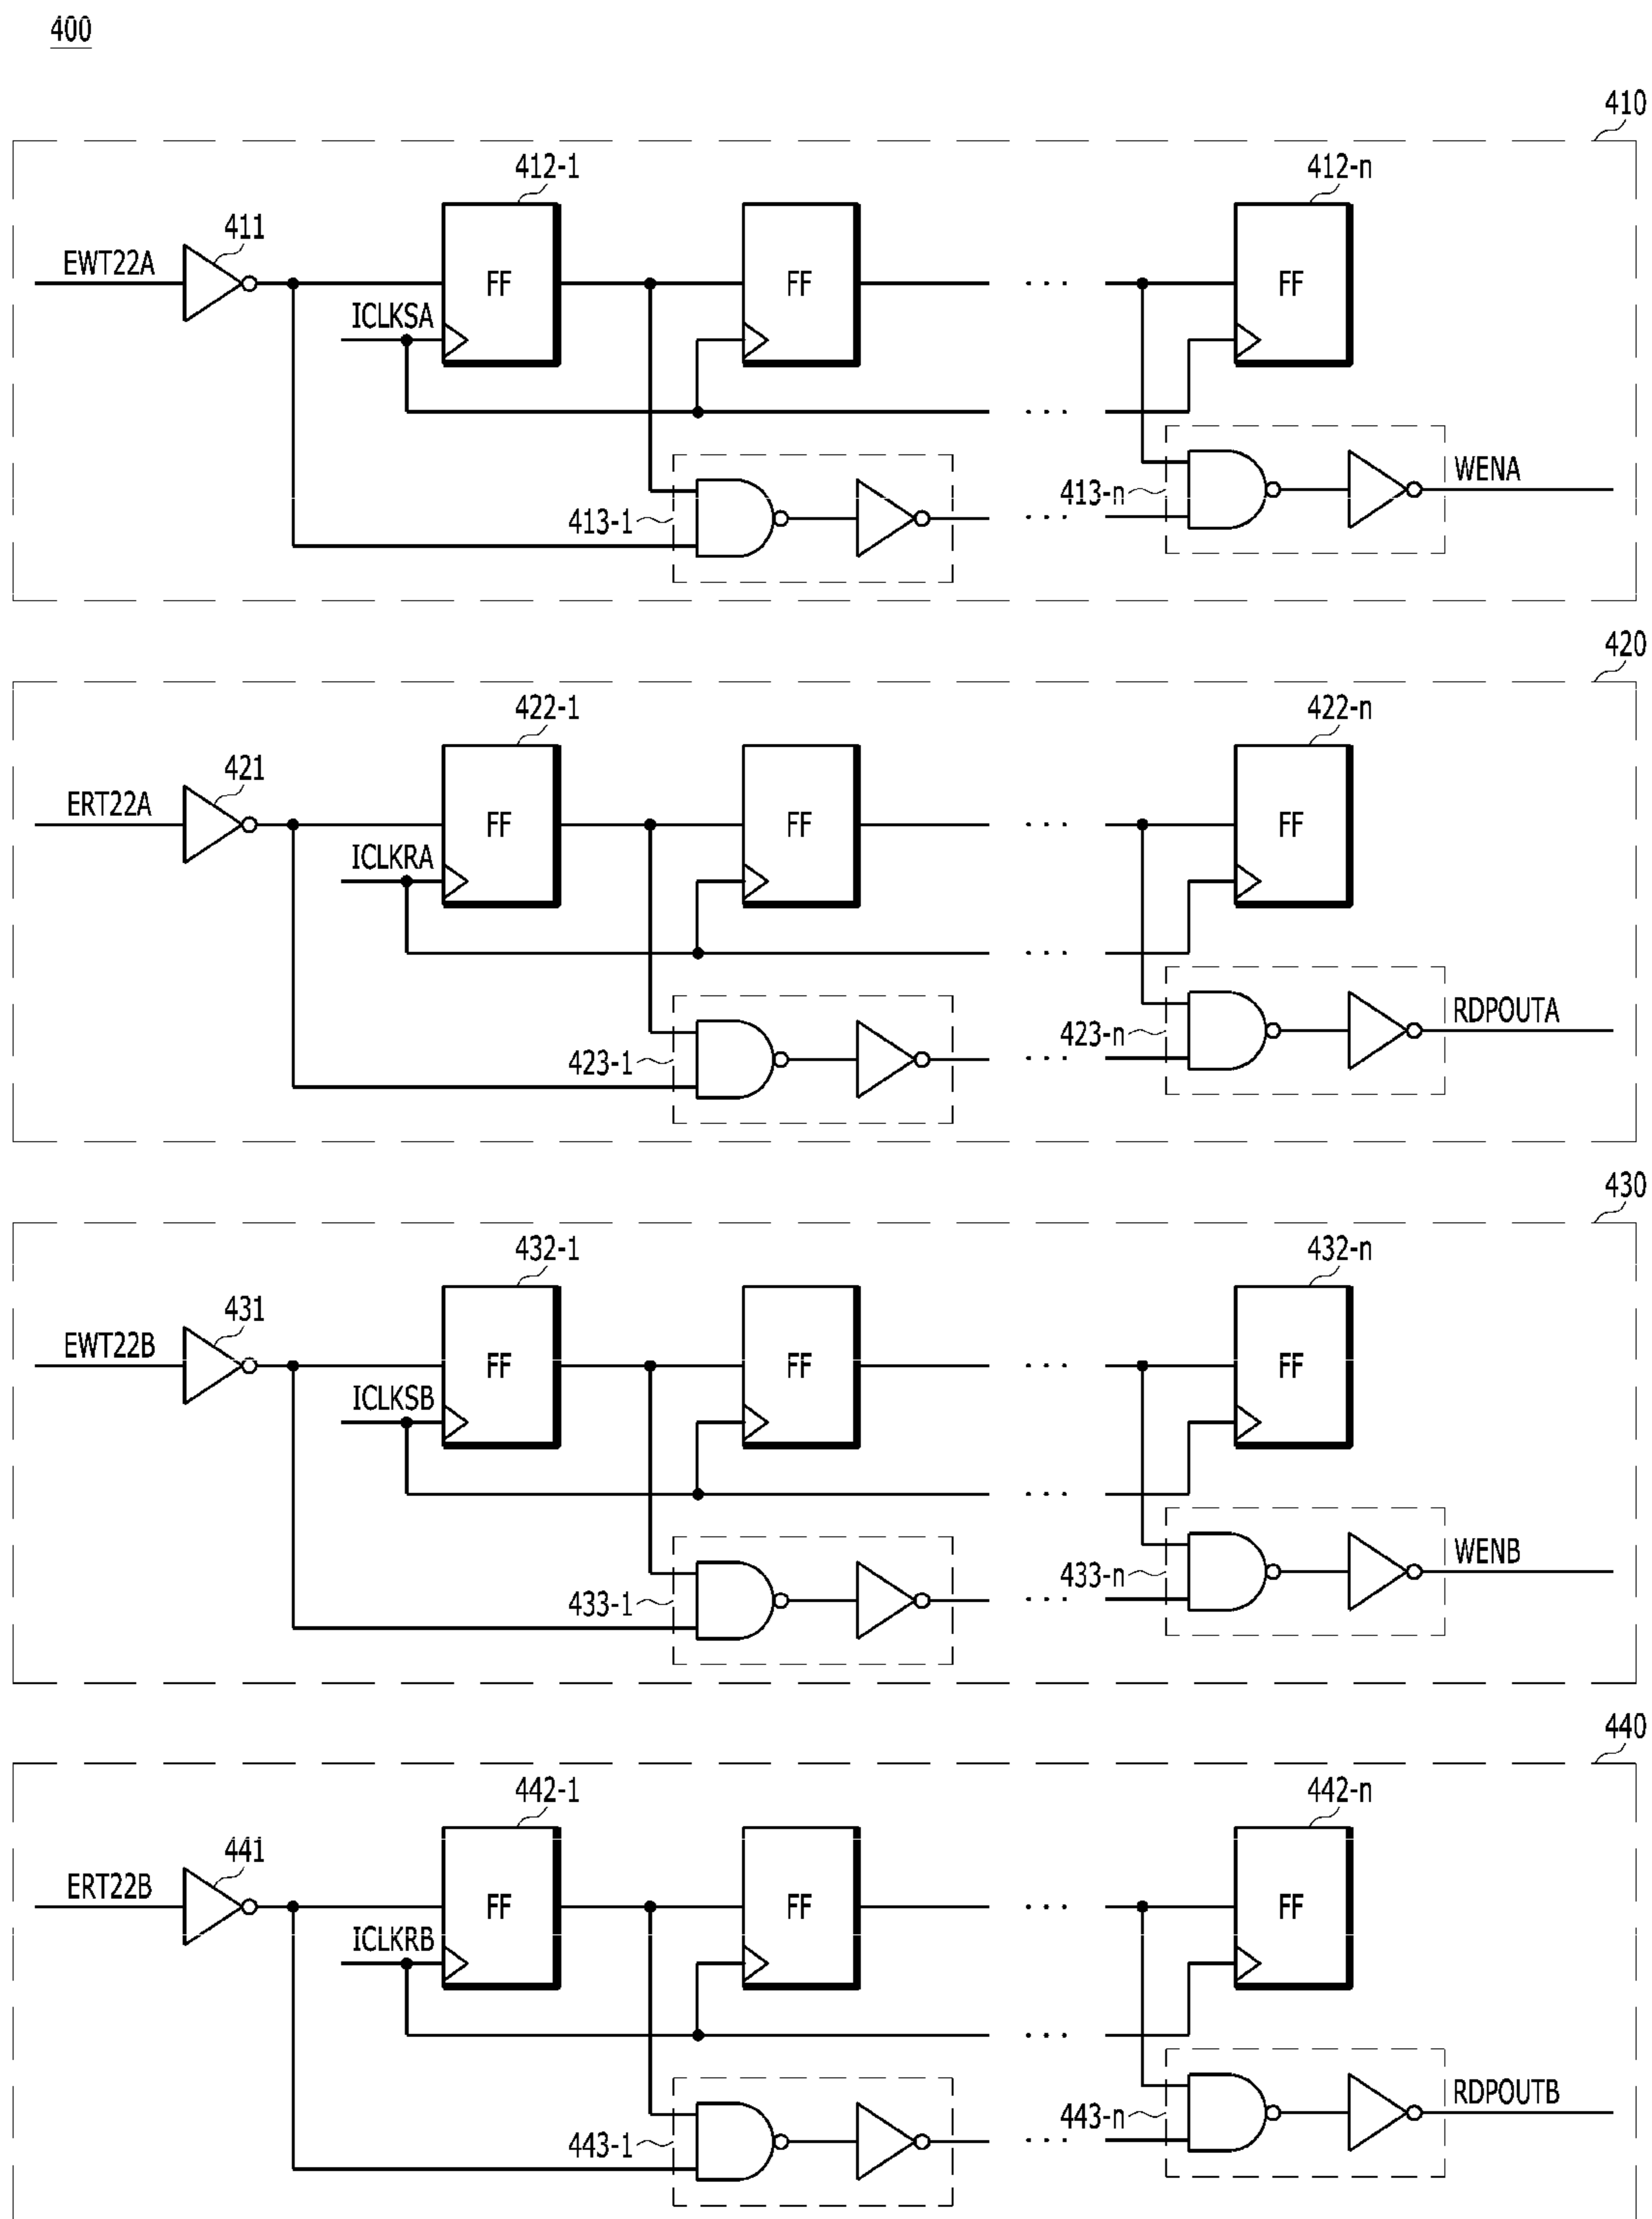 400
410
412-1
412-n
411
EWT22A
FF
FF
FF
ICLKSA
...
...
413-1
...
413-n
WENA
420
422-1
422-n
421
ERT22A
FF
FF
FF
ICLKRA
...
...
423-1
...
423-n
RDPOUTA
430
432-1
432-n
431
EWT22B
FF
FF
FF
ICLKSB
...
...
433-1
...
433-n
WENB
440
442-1
442-n
441
ERT22B
FF
FF
FF
ICLKRB
...
...
443-1
...
443-n
RDPOUTB